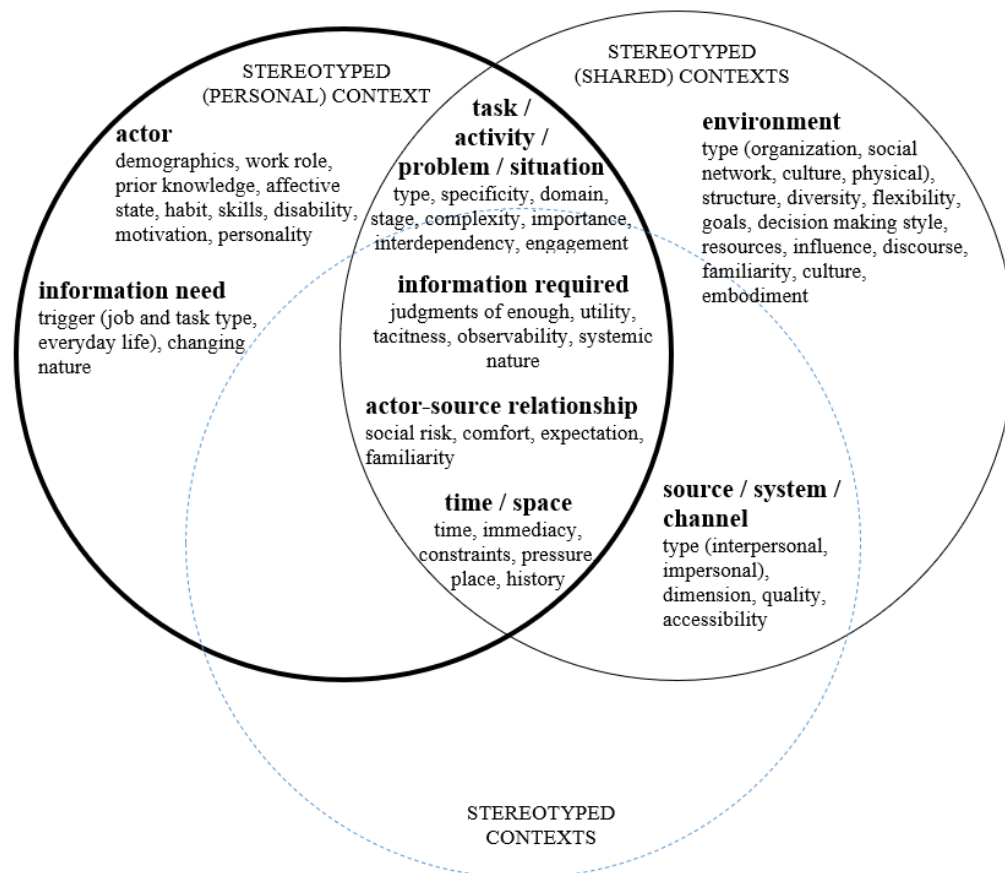 STEREOTYPED
(PERSONAL) CONTEXT
actor
demographics, work role,
prior knowledge, affective
state, habit, skills, disability,
motivation, personality
information need
trigger (job and task type,
everyday life), changing
nature
task /
activity /
problem / situation
type, specificity, domain,
stage, complexity, importance,
interdependency, engagement
information required
judgments of enough, utility,
tacitness, observability, systemic
nature
actor-source relationship
social risk, comfort, expectation,
familiarity
time / space
time, immediacy,
constraints, pressure,
place, history
STEREOTYPED
(SHARED) CONTEXTS
environment
type (organization, social
network, culture, physical),
structure, diversity, flexibility,
goals, decision making style,
resources, influence, discourse,
familiarity, culture,
embodiment
source / system /
channel
type (interpersonal,
impersonal),
dimension, quality,
accessibility
STEREOTYPED
CONTEXTS